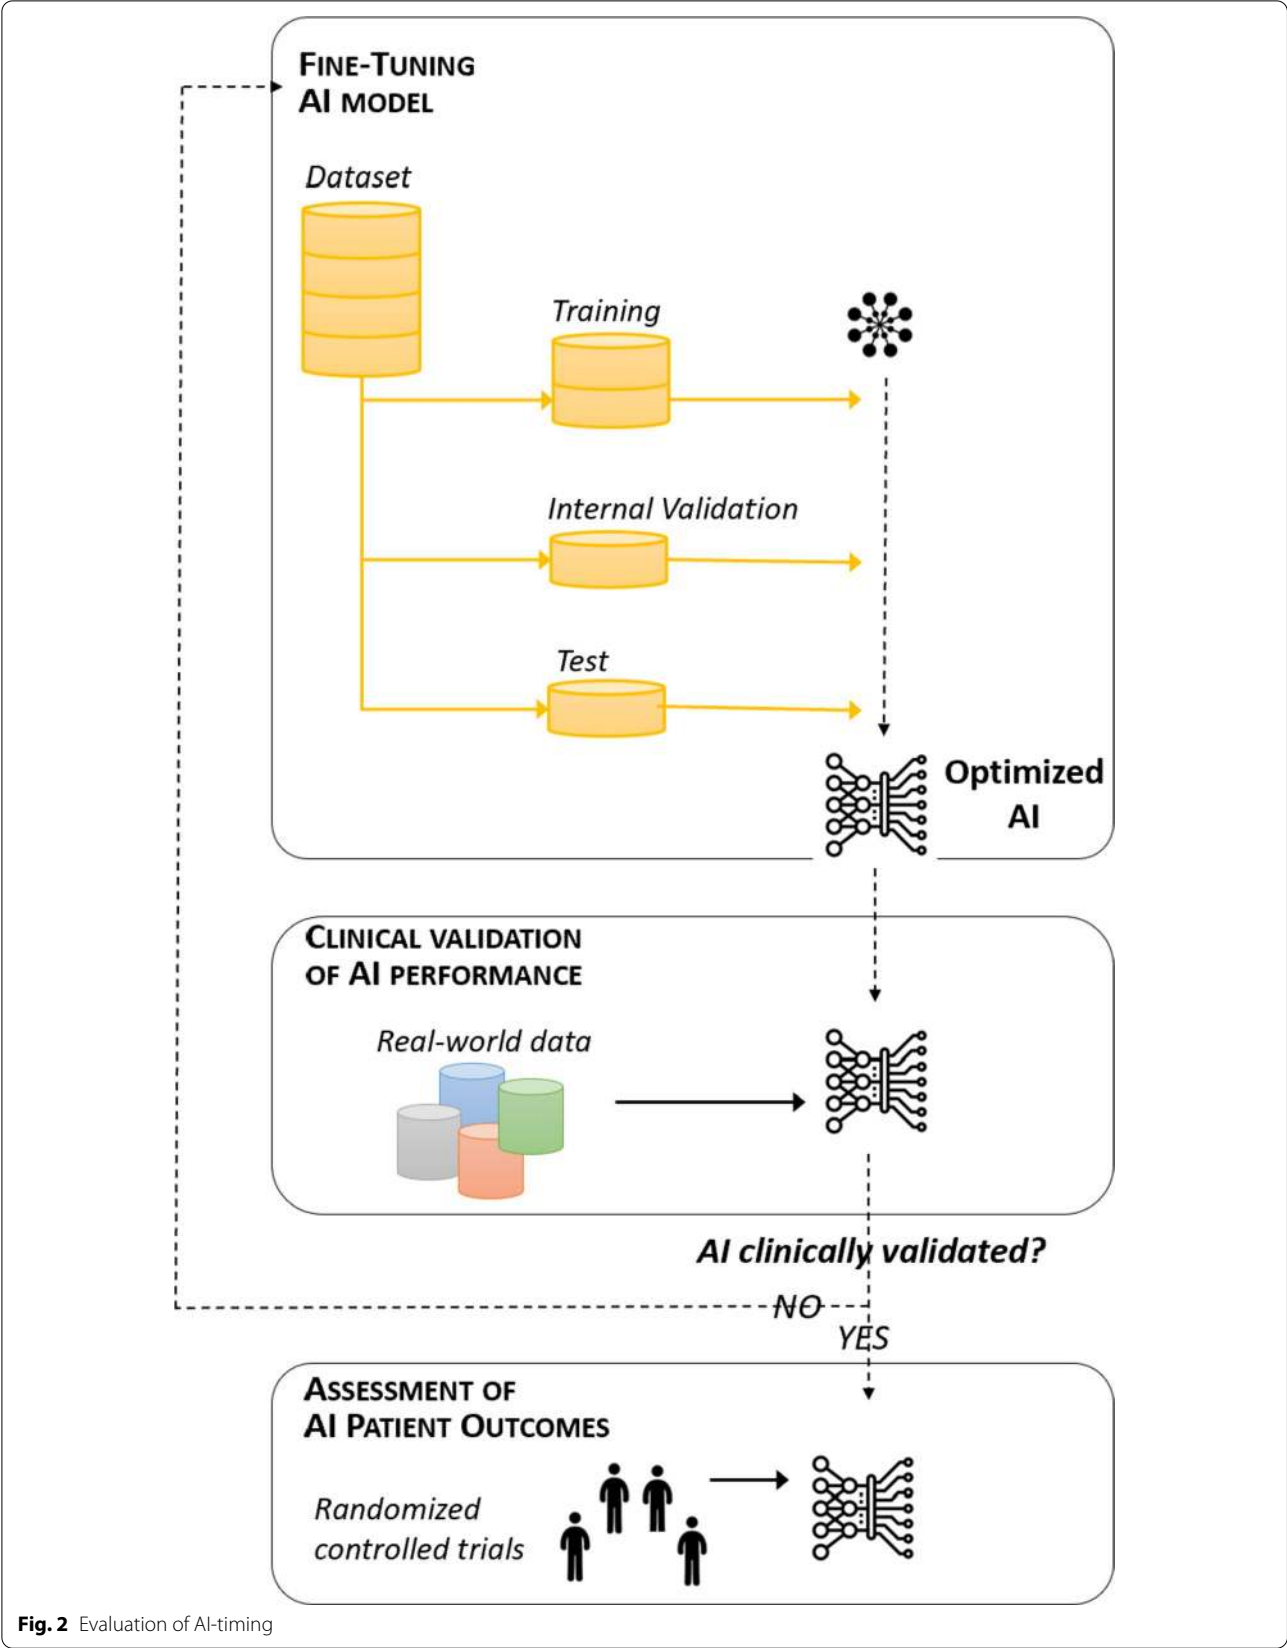 FINE-TUNING
AI MODEL
Dataset
Training
Internal Validation
Test
Optimized
AI
CLINICAL VALIDATION
OF AI PERFORMANCE
Real-world data
AI clinically validated?
NO
YES
ASSESSMENT OF
AI PATIENT OUTCOMES
Randomized
controlled trials
Fig. 2 Evaluation of AI-timing